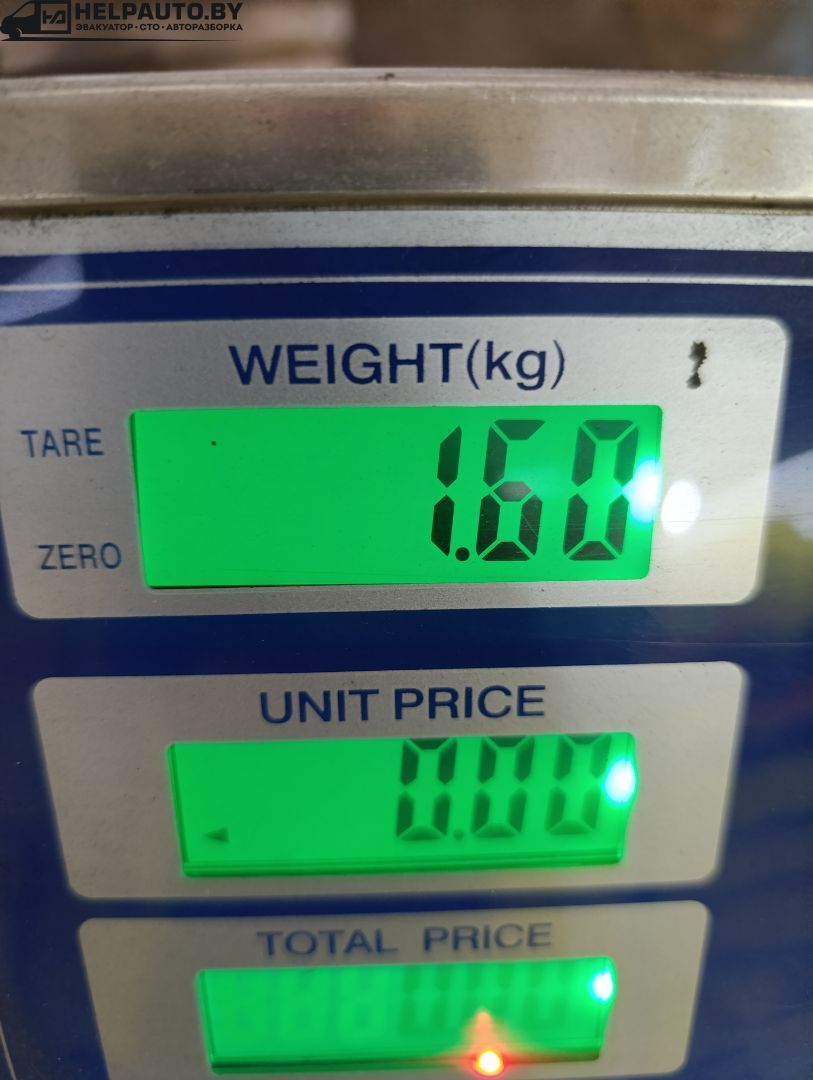 HELPAUTO.BY
ЭВАКУАТОР • СТО • АВТОРАЗБОРКА
WEIGHT(kg)
TARE
1.60
ZERO
UNIT PRICE
0.00
TOTAL PRICE